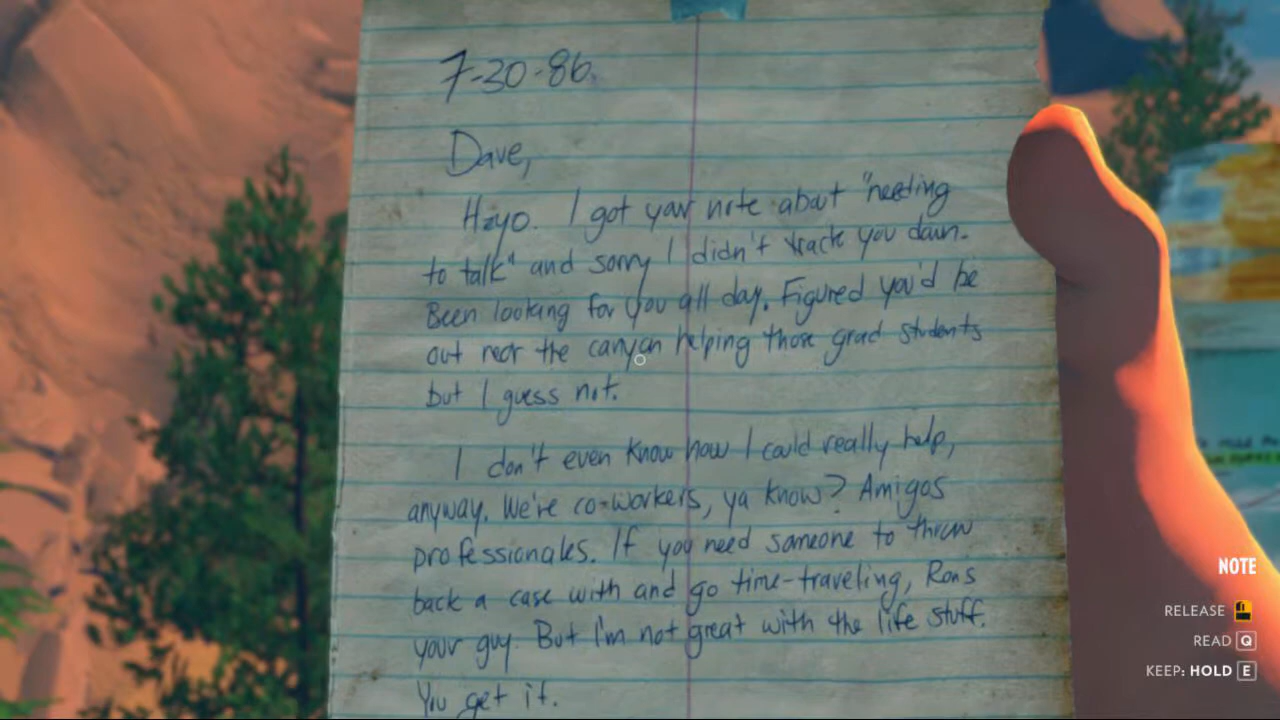 7-30-86.
Dave,
Hayo. I got your note about "needing
to talk" and sorry I didn't track you down.
Been looking for you all day. Figured you'd be
out near the canyon helping those grad students
but I guess not.
I don't even know how I could really help,
anyway. We're co-workers, ya know? Amigos
professionales. If you need someone to throw
back a case with and go time-traveling, Ron's
your guy. But I'm not great with the life stuff.
You get it.
NOTE
RELEASE
READ Q
KEEP: HOLD E